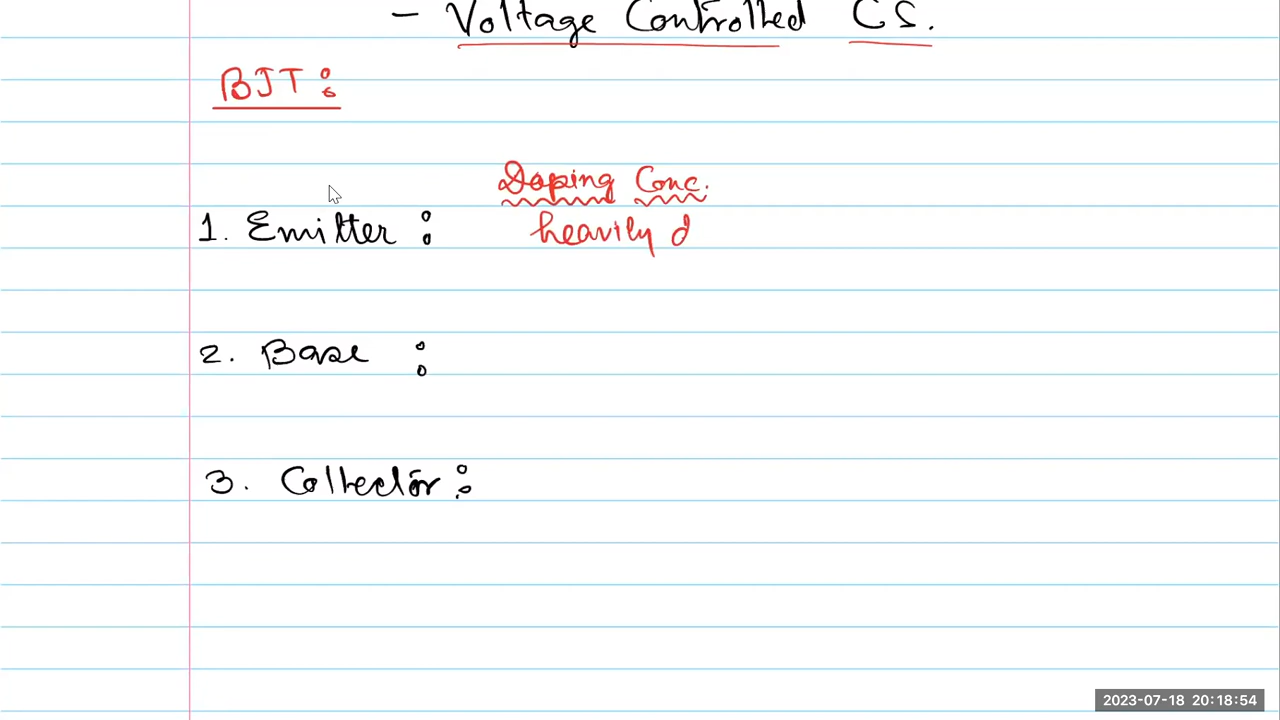 - Voltage Controlled CS.
BJT :
Doping Conc.
1. Emitter : heavily d
2. Base :
3. Collector :
2023-07-18 20:18:54